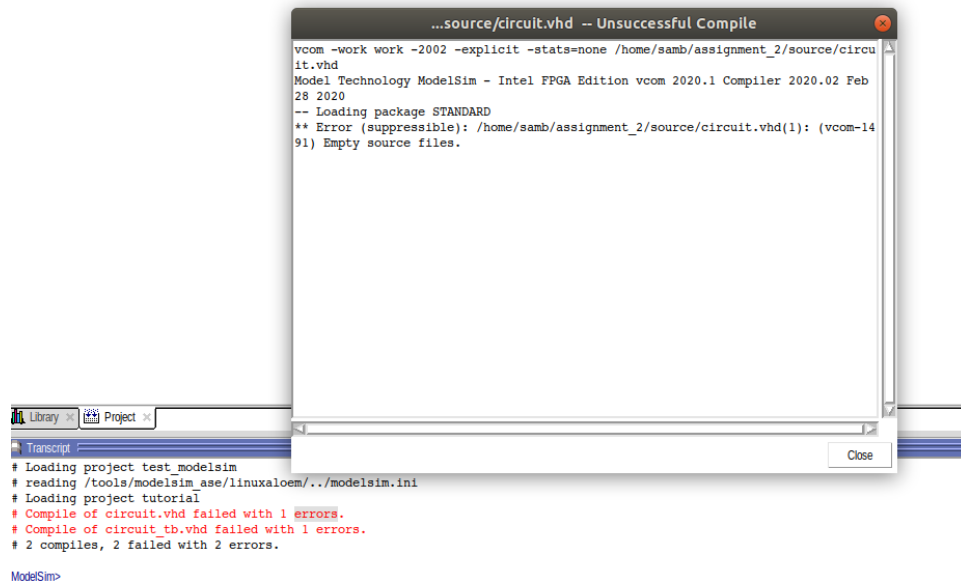 ...source/circuit.vhd -- Unsuccessful Compile
vcom -work work -2002 -explicit -stats=none /home/samb/assignment_2/source/circu
it.vhd
Model Technology ModelSim - Intel FPGA Edition vcom 2020.1 Compiler 2020.02 Feb
28 2020
-- Loading package STANDARD
** Error (suppressible): /home/samb/assignment_2/source/circuit.vhd(1): (vcom-14
91) Empty source files.
Close
Library
Project
Transcript
# Loading project test_modelsim
# reading /tools/modelsim_ase/linuxaloem/../modelsim.ini
# Loading project tutorial
# Compile of circuit.vhd failed with 1 errors.
# Compile of circuit_tb.vhd failed with 1 errors.
# 2 compiles, 2 failed with 2 errors.
ModelSim>